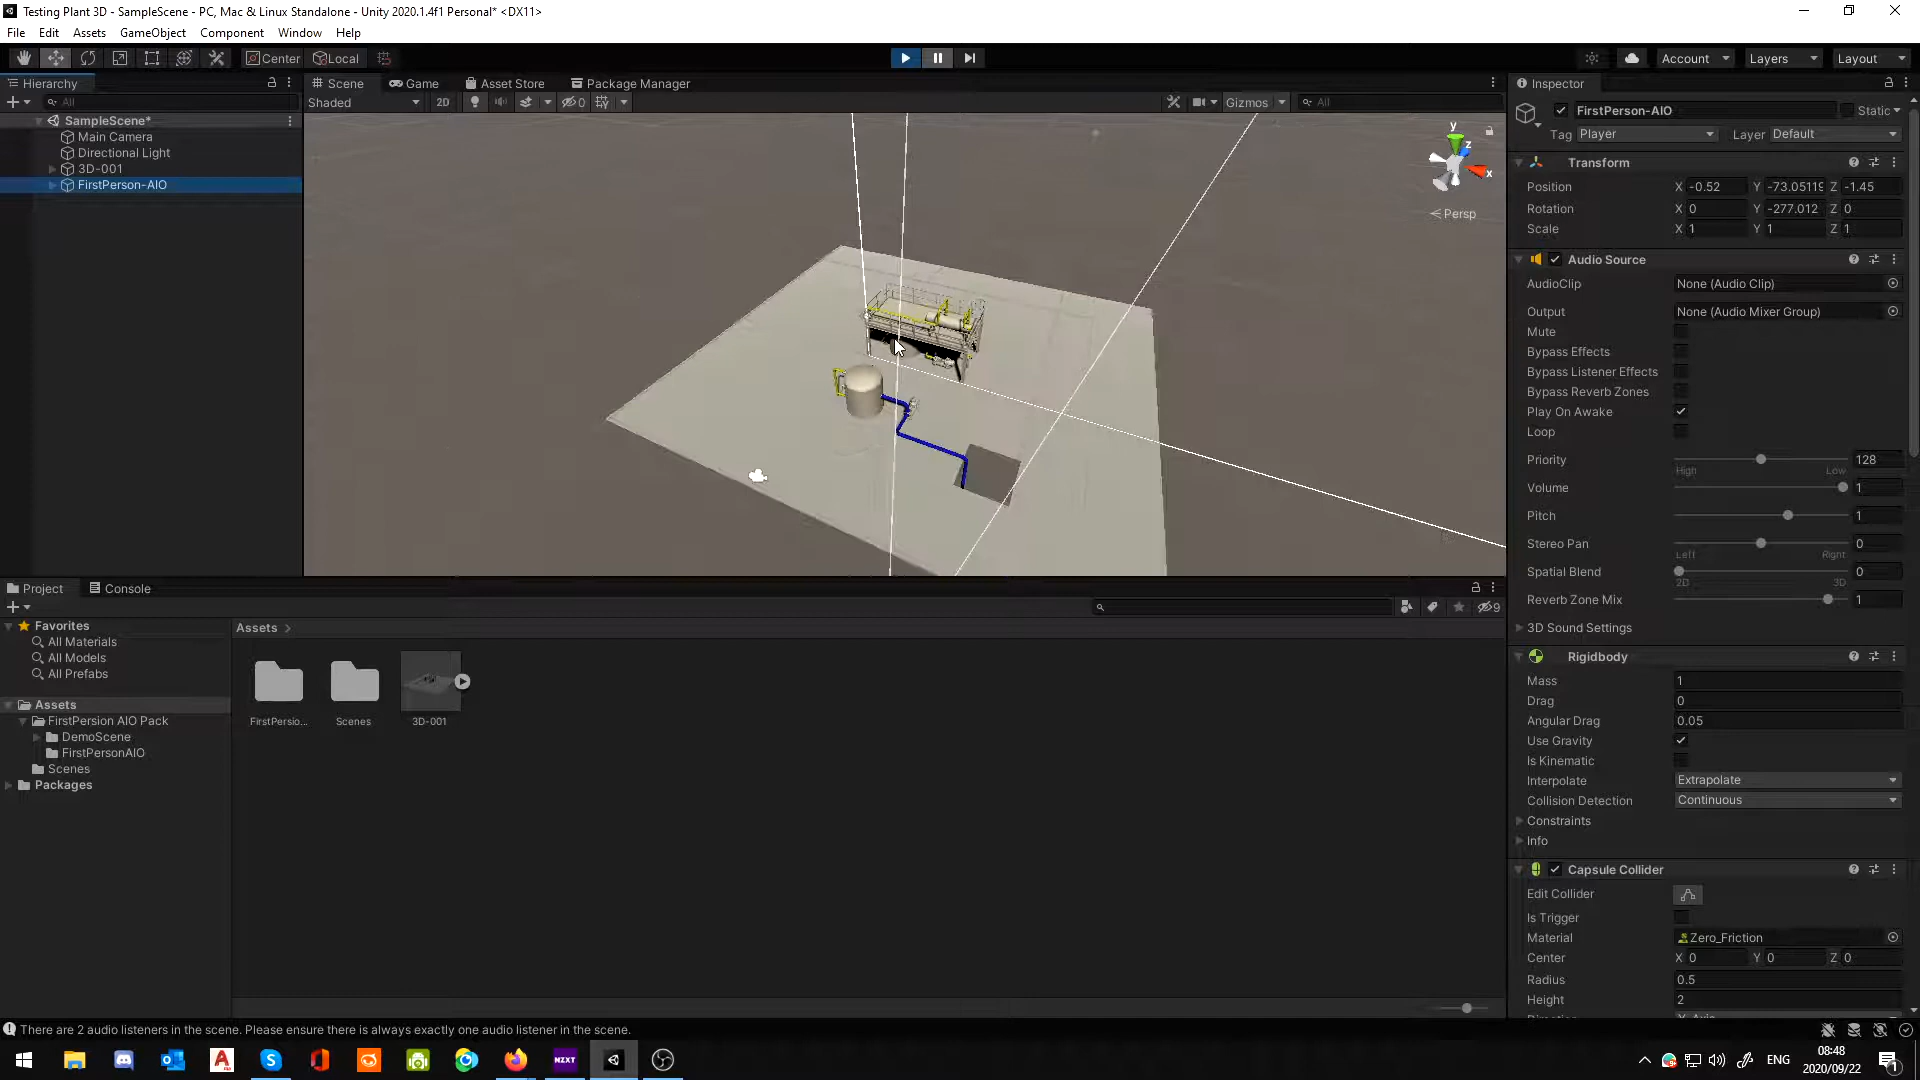 Testing Plant 3D - SampleScene - PC, Mac & Linux Standalone - Unity 2020.1.4f1 Personal* <DX11>
File Edit Assets GameObject Component Window Help
Center Local
Account Layers Layout
Hierarchy
All
SampleScene*
Main Camera
Directional Light
3D-001
FirstPerson-AIO
Scene Game Asset Store Package Manager
Shaded 2D 0 Gizmos All
y
z
x
Persp
Inspector
FirstPerson-AIO Static
Tag Player Layer Default
Transform
Position X -0.52 Y -73.05119 Z -1.45
Rotation X 0 Y -277.012 Z 0
Scale X 1 Y 1 Z 1
Audio Source
AudioClip None (Audio Clip)
Output None (Audio Mixer Group)
Mute
Bypass Effects
Bypass Listener Effects
Bypass Reverb Zones
Play On Awake
Loop
Priority 128
High Low
Volume 1
Pitch 1
Stereo Pan 0
Left Right
Spatial Blend 0
2D 3D
Reverb Zone Mix 1
3D Sound Settings
Rigidbody
Mass 1
Drag 0
Angular Drag 0.05
Use Gravity
Is Kinematic
Interpolate Extrapolate
Collision Detection Continuous
Constraints
Info
Capsule Collider
Edit Collider
Is Trigger
Material Zero_Friction
Center X 0 Y 0 Z 0
Radius 0.5
Height 2
Project Console
9
Favorites
All Materials
All Models
All Prefabs
Assets
FirstPersion AIO Pack
DemoScene
FirstPersonAIO
Scenes
Packages
Assets
FirstPersio...
Scenes
3D-001
There are 2 audio listeners in the scene. Please ensure there is always exactly one audio listener in the scene.
NZXT
ENG
08:48
2020/09/22
1